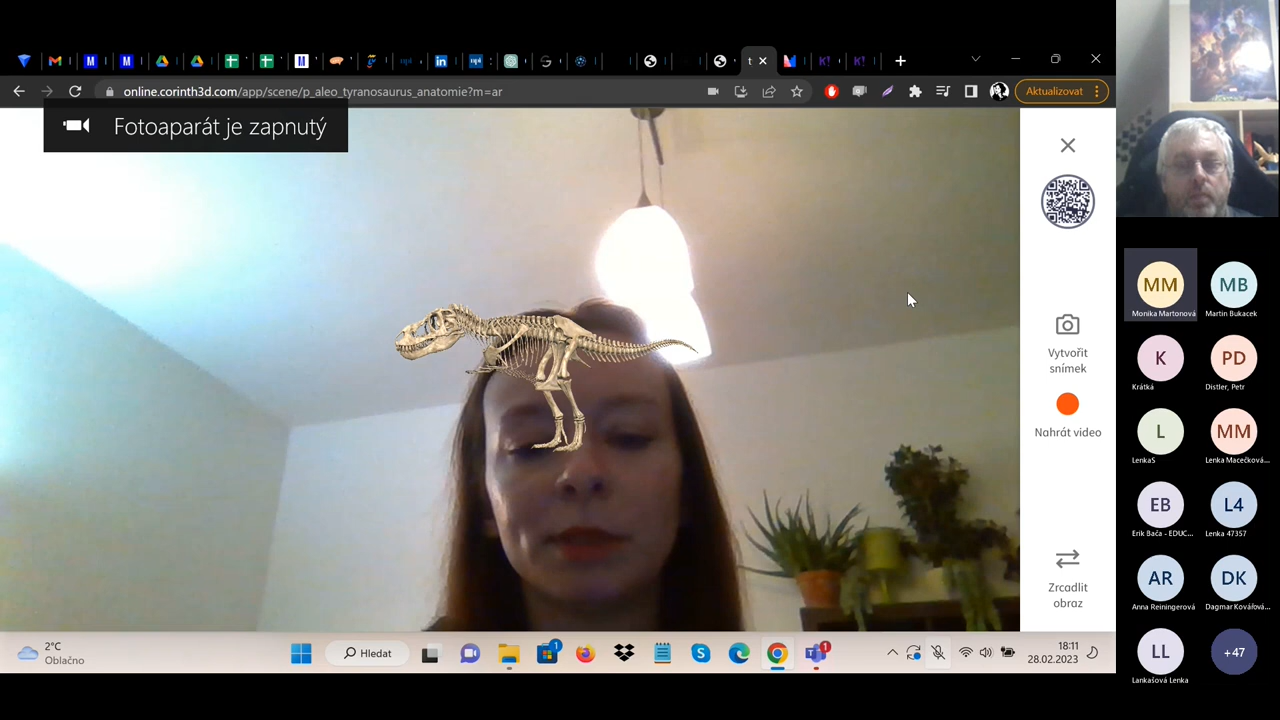 online.corinth3d.com/app/scene/p_aleo_tyranosaurus_anatomie?m=ar
Aktualizovat
Fotoaparát je zapnutý
Vytvořit
snímek
Nahrát video
Zrcadlit
obraz
MM
Monika Martonová
MB
Martin Bukacek
K
Krátká
PD
Distler, Petr
L
LenkaS
MM
Lenka Macečková...
EB
Erik Bača - EDUC...
L4
Lenka 47357
AR
Anna Reiningerová
DK
Dagmar Kovářová...
LL
Lankašová Lenka
+47
2°C
Oblačno
Hledat
18:11
28.02.2023